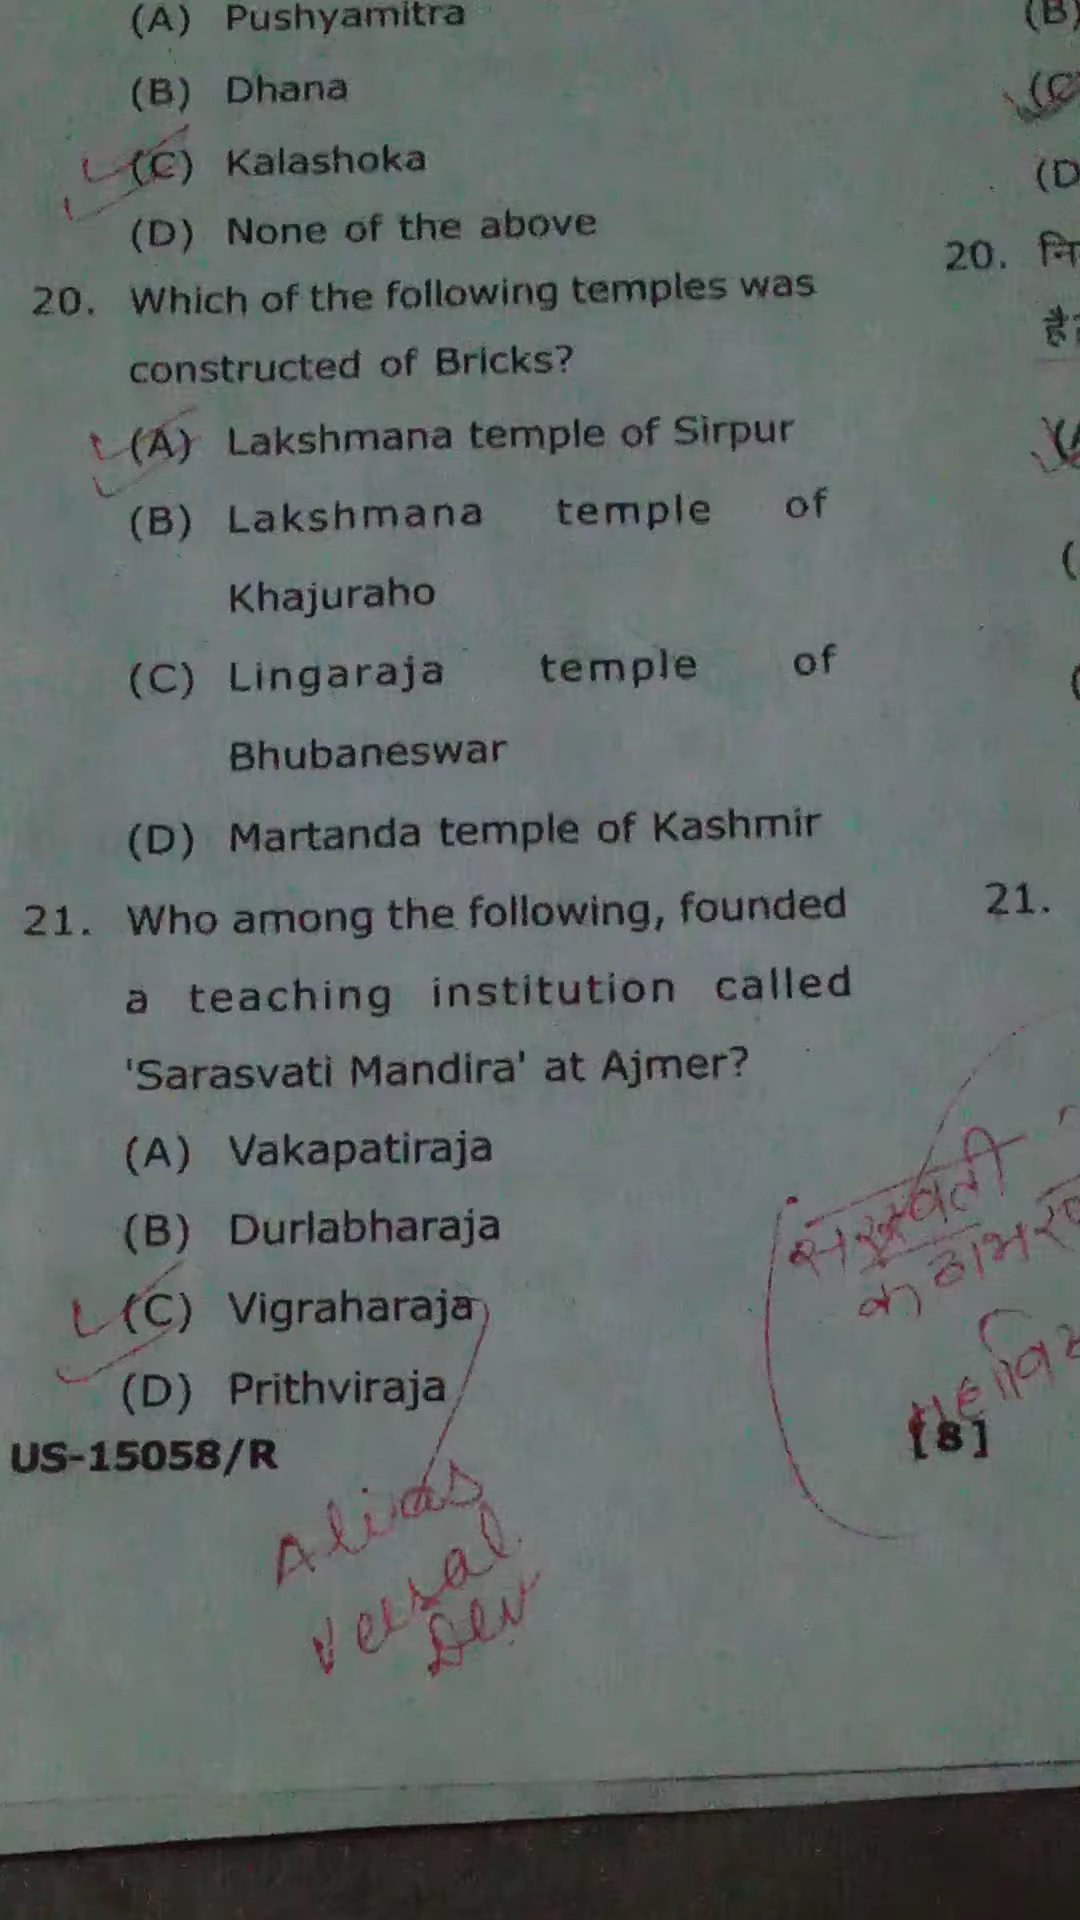 (A) Pushyamitra
(B) Dhana
(C) Kalashoka
(D) None of the above
20. Which of the following temples was
constructed of Bricks?
(A) Lakshmana temple of Sirpur
(B) Lakshmana temple of
Khajuraho
(C) Lingaraja temple of
Bhubaneswar
(D) Martanda temple of Kashmir
21. Who among the following, founded
a teaching institution called
'Sarasvati Mandira' at Ajmer?
(A) Vakapatiraja
(B) Durlabharaja
(C) Vigraharaja
(D) Prithviraja
US-15058/R
Alias
Veesal
Dev
(B)
(C
(D
20. नि
है
21.
[8]